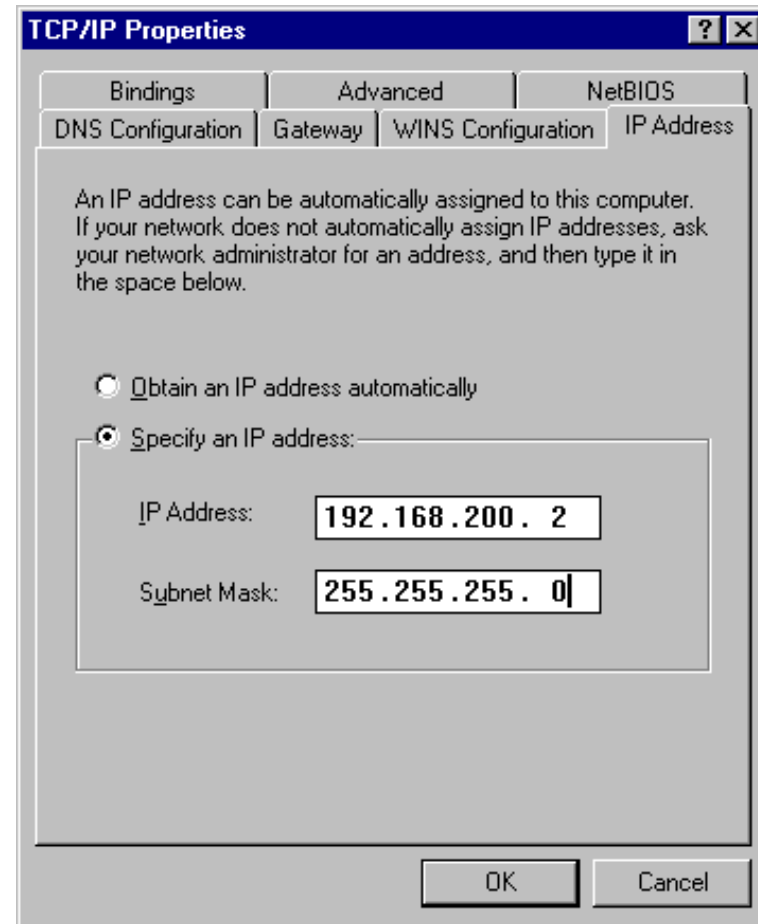 TCP/IP Properties
Bindings Advanced NetBIOS
DNS Configuration Gateway WINS Configuration IP Address
An IP address can be automatically assigned to this computer.
If your network does not automatically assign IP addresses, ask
your network administrator for an address, and then type it in
the space below.
Obtain an IP address automatically
Specify an IP address:
IP Address: 192.168.200. 2
Subnet Mask: 255.255.255. 0
OK Cancel